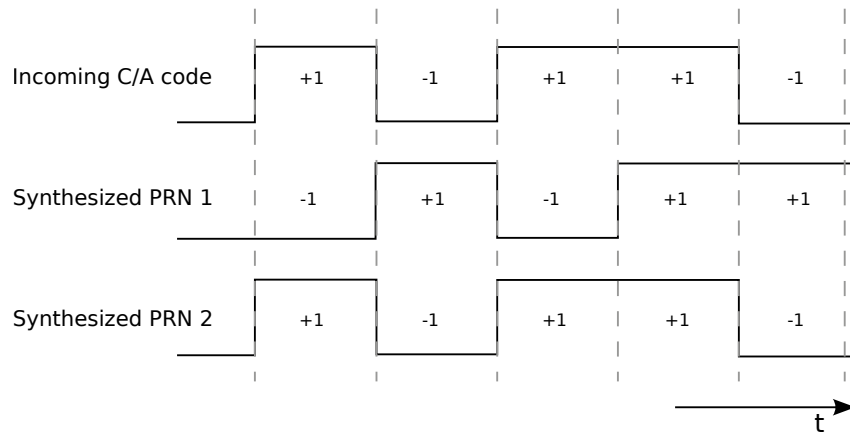 Incoming C/A code +1 -1 +1 +1 -1
Synthesized PRN 1 -1 +1 -1 +1 +1
Synthesized PRN 2 +1 -1 +1 +1 -1
t